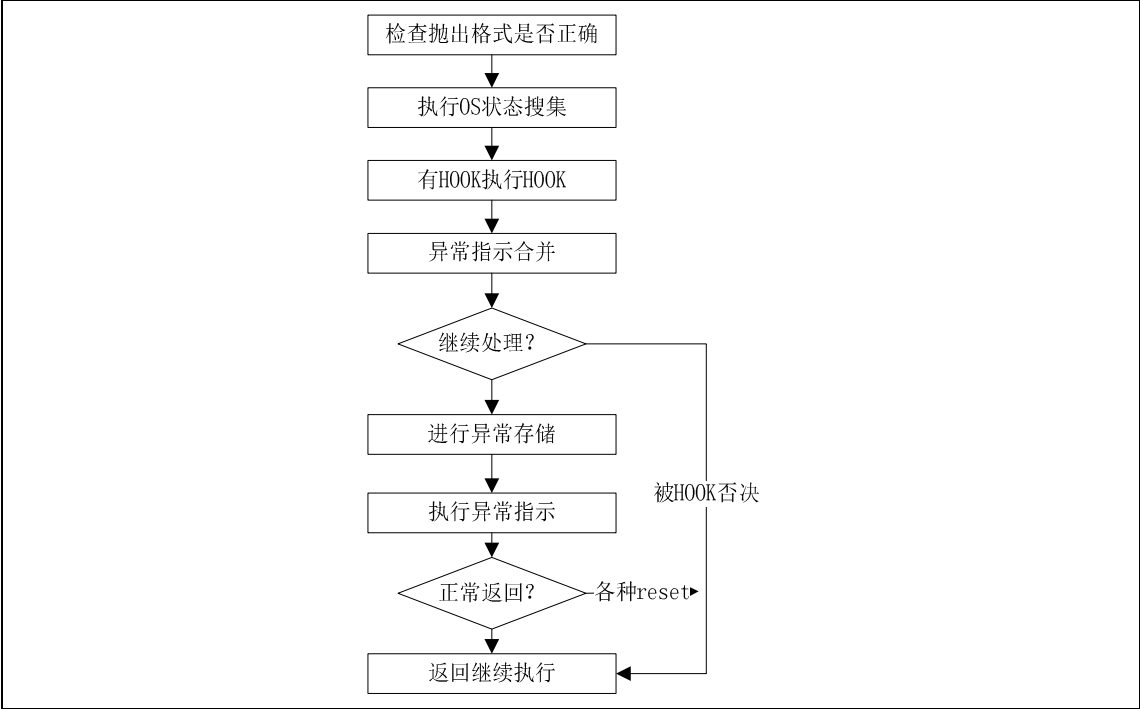 检查抛出格式是否正确
执行OS状态搜集
有HOOK执行HOOK
异常指示合并
继续处理?
进行异常存储
被HOOK否决
执行异常指示
正常返回?
各种reset
返回继续执行